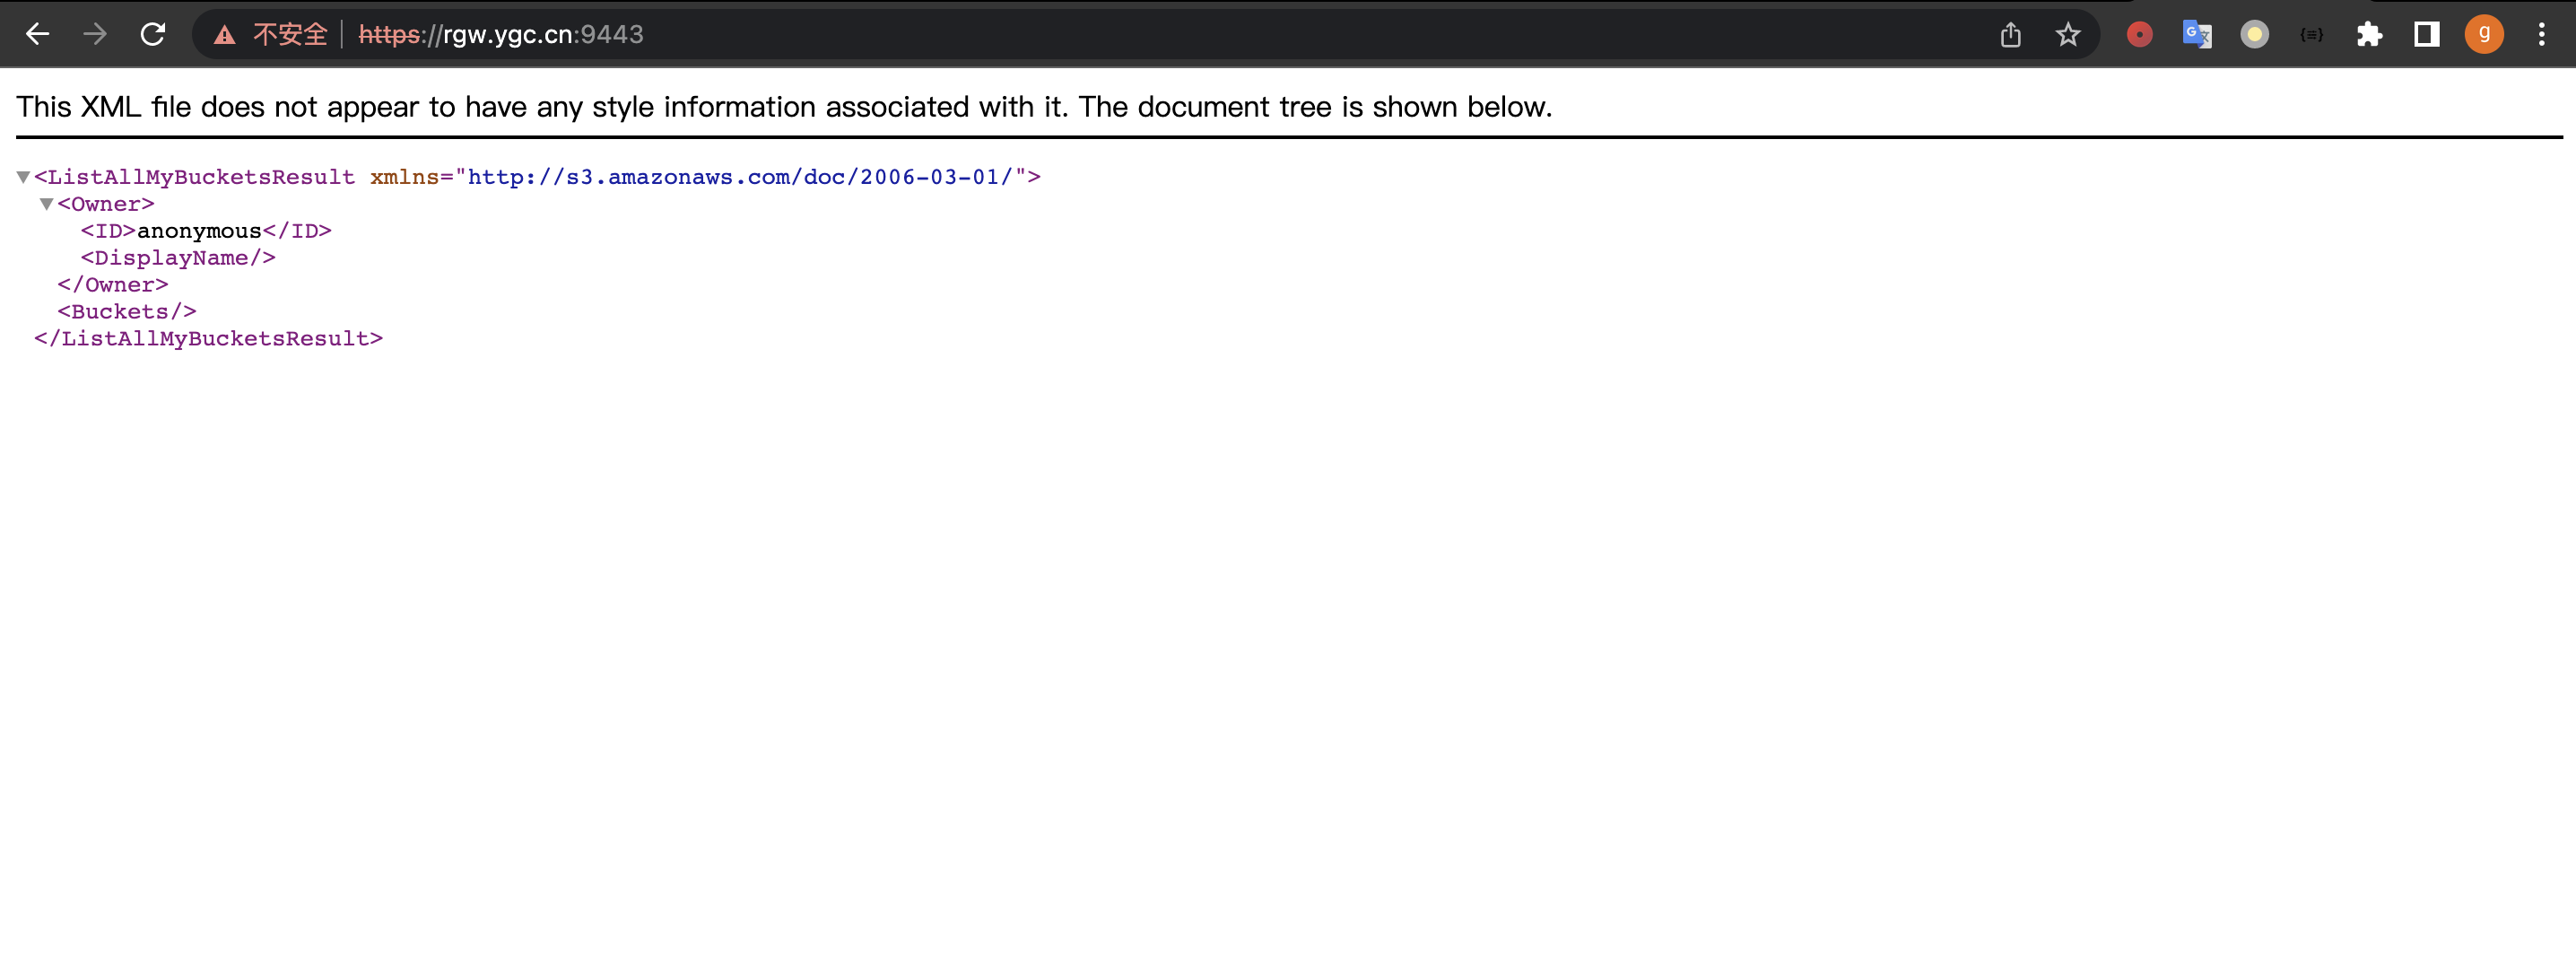 不安全 https://rgw.ygc.cn:9443 {≡} g
This XML file does not appear to have any style information associated with it. The document tree is shown below.
▼<ListAllMyBucketsResult xmlns="http://s3.amazonaws.com/doc/2006-03-01/">
▼<Owner>
<ID>anonymous</ID>
<DisplayName/>
</Owner>
<Buckets/>
</ListAllMyBucketsResult>